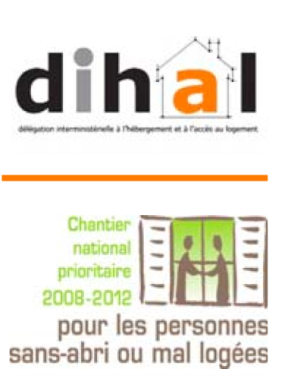 dihal
délégation interministérielle à l'hébergement et à l'accès au logement
Chantier
national
prioritaire
2008-2012
pour les personnes
sans-abri ou mal logées